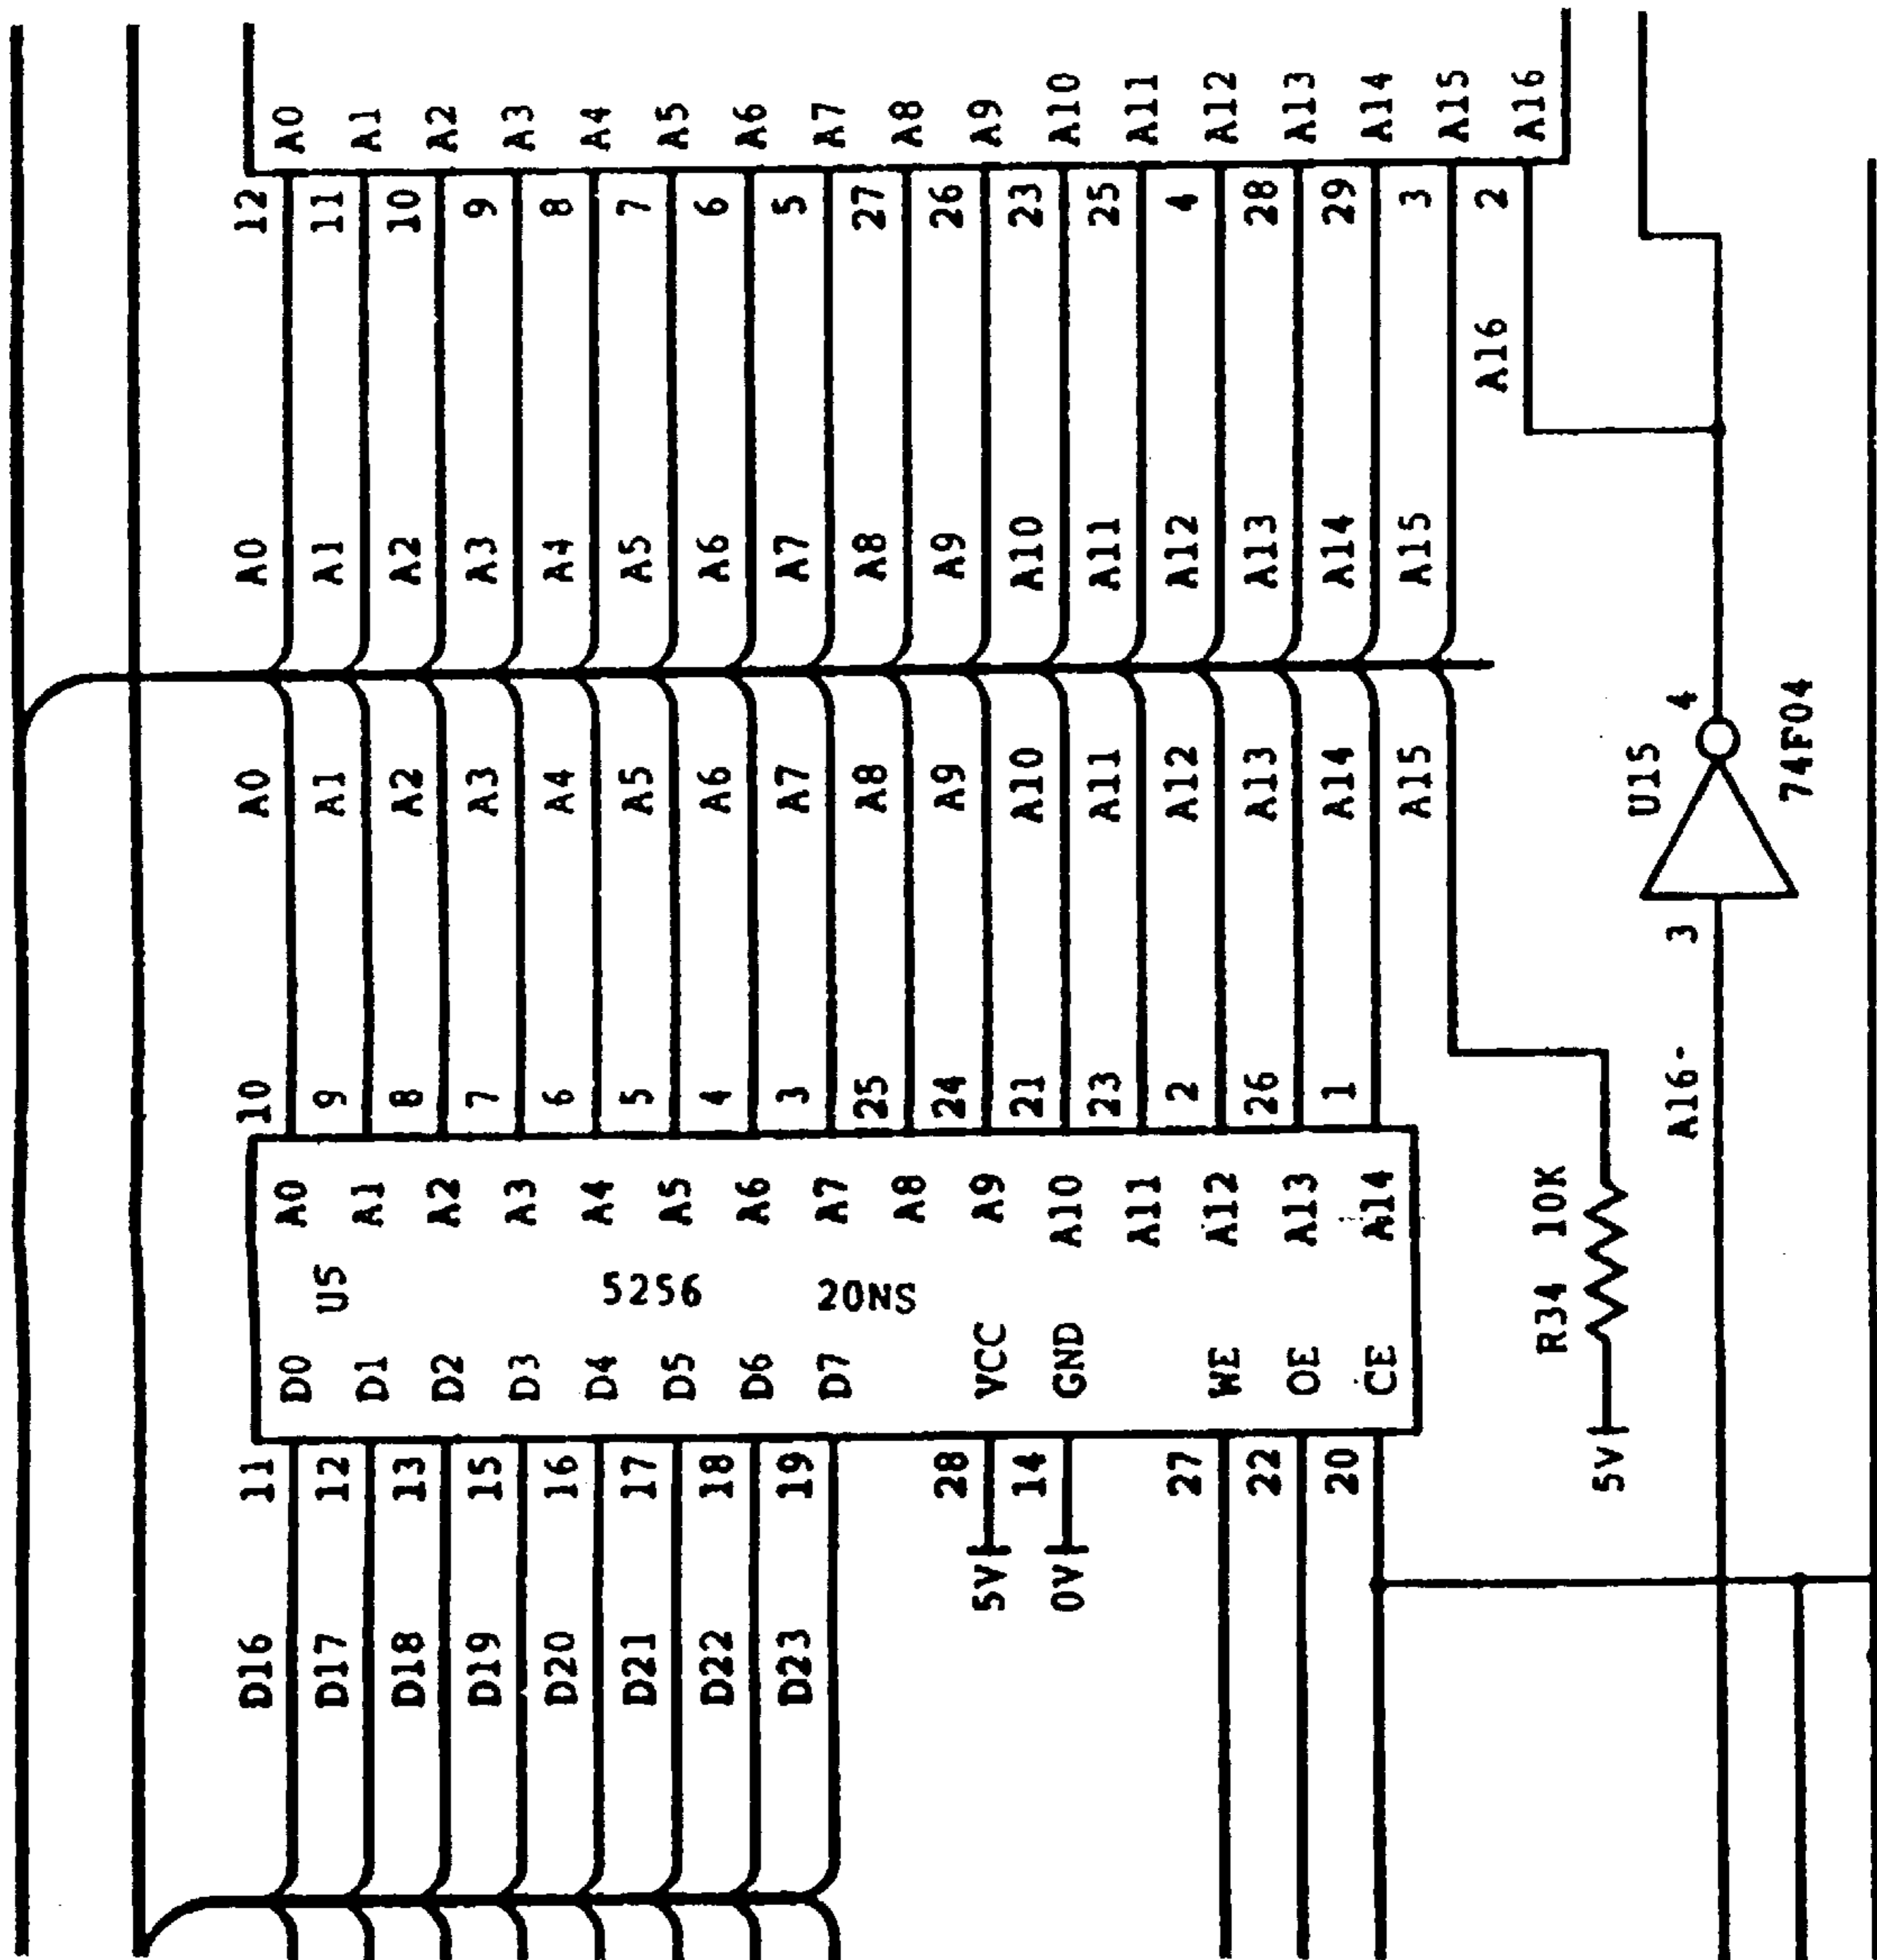 D16 11 10 A0 A0 12
D0 A0 A0
D17 12 U5 9 A1 A1 11
D1 A1 A1
D18 13 8 A2 A2 10
D2 A2 A2
D19 15 7 A3 A3 9
D3 A3 A3
D20 16 6 A4 A4 8
D4 A4 A4
D21 17 5 A5 A5 7
5256
D5 A5 A5
D22 18 4 A6 A6 6
D6 A6 A6
D23 19 3 A7 A7 5
D7 A7 A7
20NS
25 A8 A8 27
A8 A8
28 24 A9 A9 26
5V VCC A9 A9
14 21 A10 A10 23
0V GND A10 A10
23 A11 A11 25
A11 A11
27 2 A12 A12 4
WE A12 A12
22 26 A13 A13 28
OE A13 A13
20 1 A14 A14 29
CE A14 A14
A15 A15 3
A15
A16 2
A16
R34 10K
5V
U15
A16- 3 4
74F04